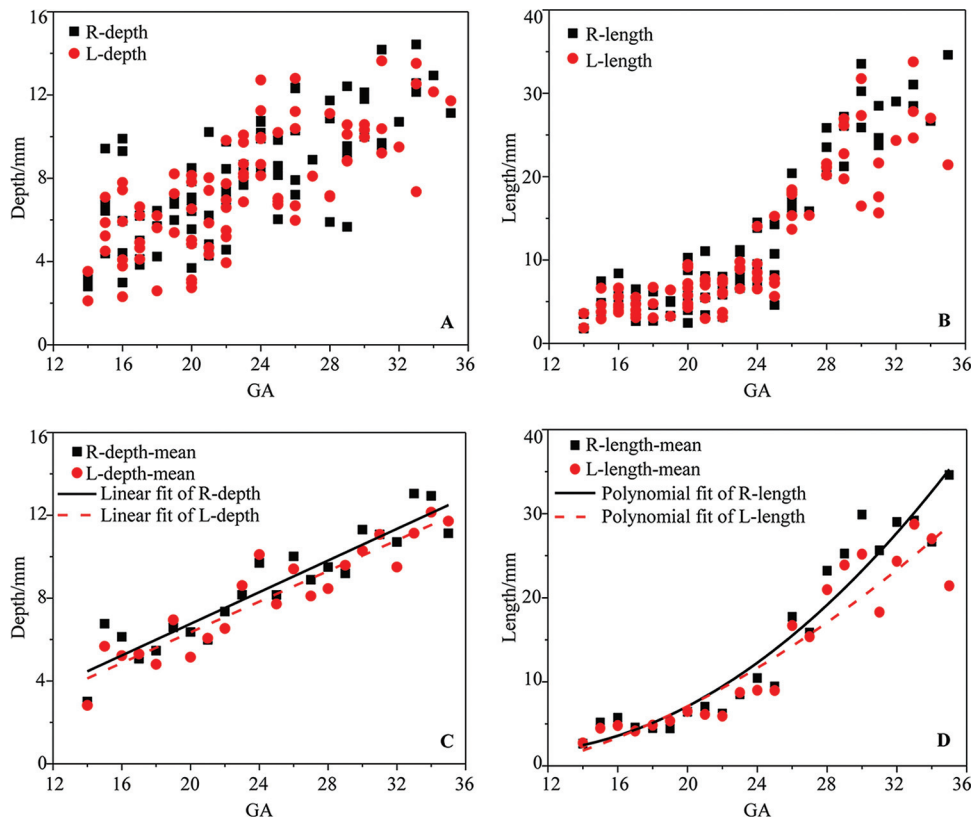 16
12
8
4
0
Depth/mm
R-depth
L-depth
A
12 16 20 24 28 32 36
GA
40
30
20
10
0
Length/mm
R-length
L-length
B
12 16 20 24 28 32 36
GA
16
12
8
4
0
Depth/mm
R-depth-mean
L-depth-mean
Linear fit of R-depth
Linear fit of L-depth
C
12 16 20 24 28 32 36
GA
40
30
20
10
0
Length/mm
R-length-mean
L-length-mean
Polynomial fit of R-length
Polynomial fit of L-length
D
12 16 20 24 28 32 36
GA